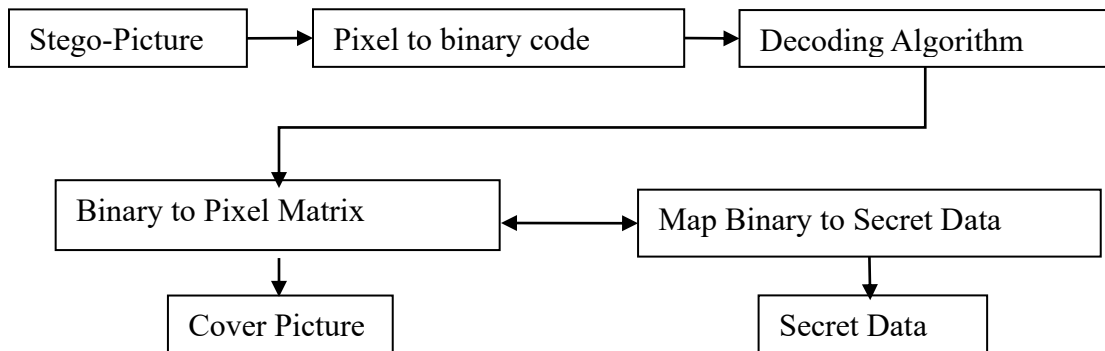 Stego-Picture
Pixel to binary code
Decoding Algorithm
Binary to Pixel Matrix
Map Binary to Secret Data
Cover Picture
Secret Data